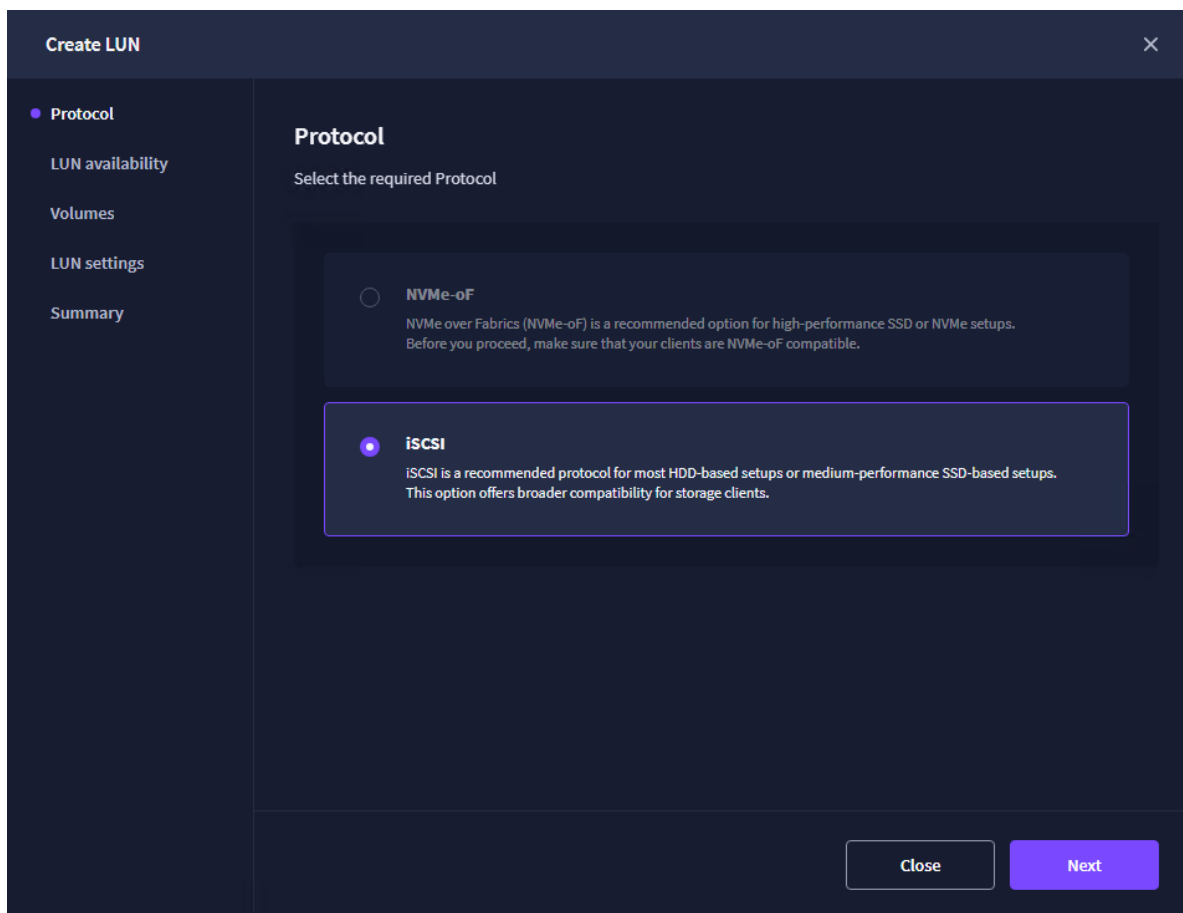 Create LUN
Protocol
LUN availability
Volumes
LUN settings
Summary
Protocol
Select the required Protocol
NVMe-oF
NVMe over Fabrics (NVMe-oF) is a recommended option for high-performance SSD or NVMe setups.
Before you proceed, make sure that your clients are NVMe-oF compatible.
iSCSI
iSCSI is a recommended protocol for most HDD-based setups or medium-performance SSD-based setups.
This option offers broader compatibility for storage clients.
Close
Next